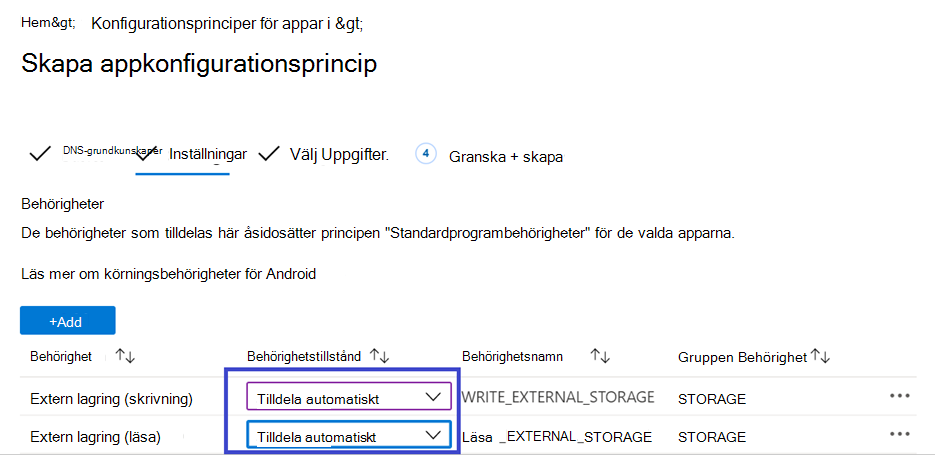 Hem&gt; Konfigurationsprinciper för appar i &gt;
Skapa appkonfigurationsprincip
DNS-grundkunskaper Inställningar Välj Uppgifter. 4 Granska + skapa
Behörigheter
De behörigheter som tilldelas här åsidosätter principen "Standardprogrambehörigheter" för de valda apparna.
Läs mer om körningsbehörigheter för Android
+Add
Behörighet Behörighetstillstånd Behörighetsnamn Gruppen Behörighet
Extern lagring (skrivning) Tilldela automatiskt WRITE_EXTERNAL_STORAGE STORAGE
Extern lagring (läsa) Tilldela automatiskt Läsa _EXTERNAL_STORAGE STORAGE